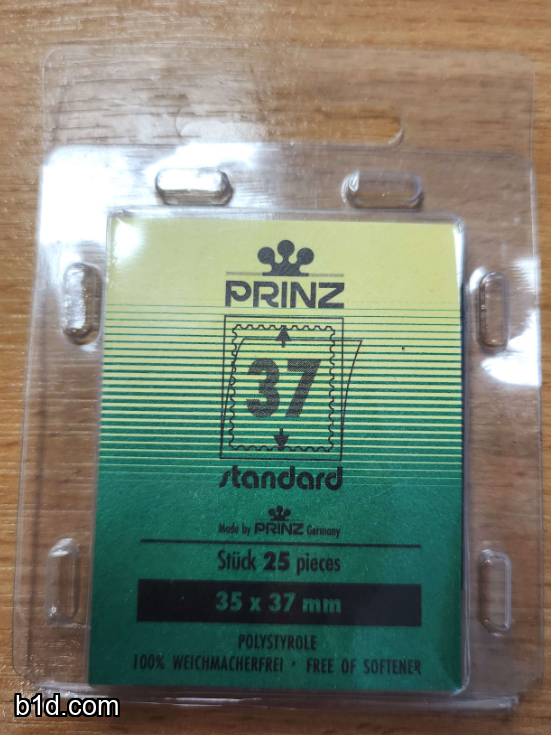 PRINZ
37
standard
Made by PRINZ Germany
Stück 25 pieces
35 x 37 mm
POLYSTYROLE
100% WEICHMACHERFREI · FREE OF SOFTENER
b1d.com